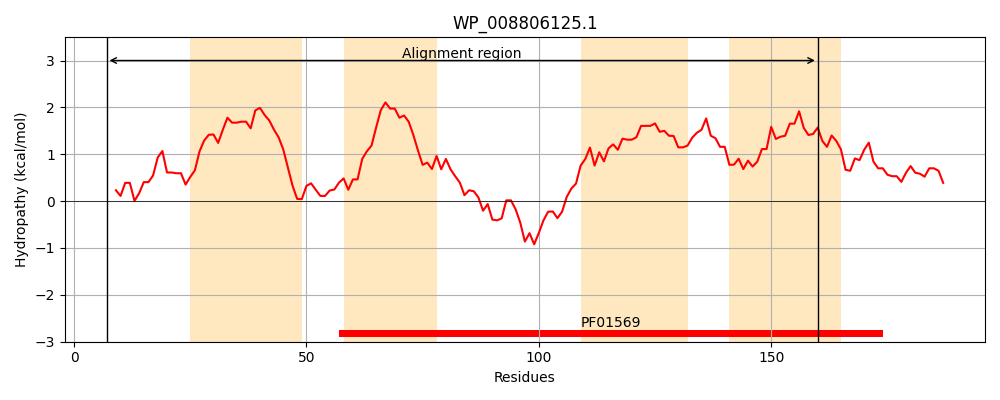 WP_008806125.1
Alignment region
Hydropathy (kcal/mol)
3
2
1
0
−1
−2
−3
PF01569
0
50
100
150
Residues